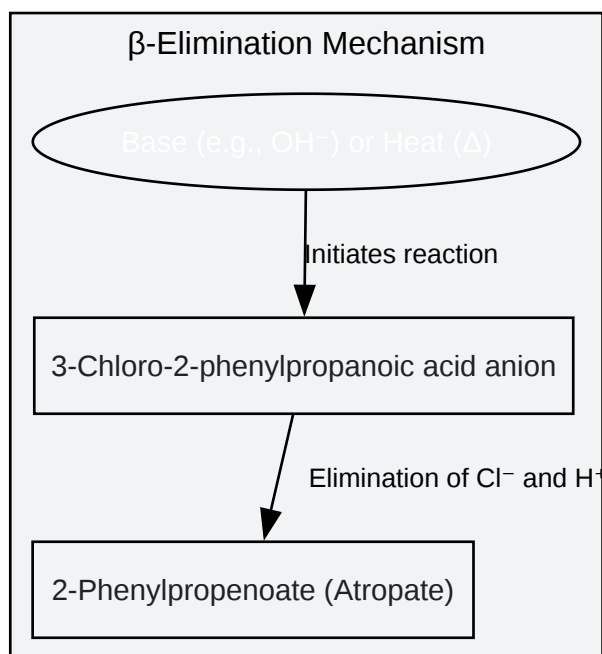 β-Elimination Mechanism
Base (e.g., OH⁻) or Heat (Δ)
Initiates reaction
3-Chloro-2-phenylpropanoic acid anion
Elimination of Cl⁻ and H⁺
2-Phenylpropenoate (Atropate)